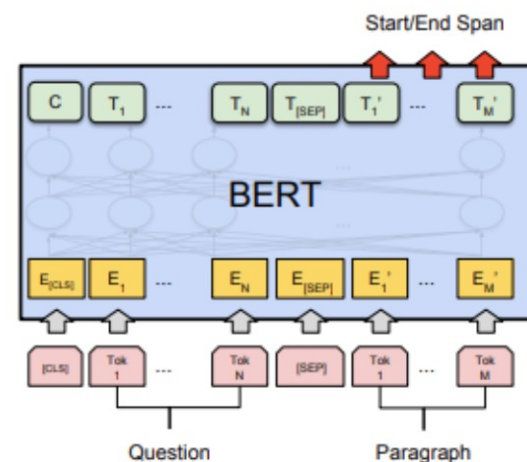 Start/End Span
C T1 ... TN T[SEP] T1' ... TM'
...
BERT
...
E[CLS] E1 ... EN E[SEP] E1' ... EM'
[CLS] Tok 1 ... Tok N [SEP] Tok 1 ... Tok M
Question Paragraph